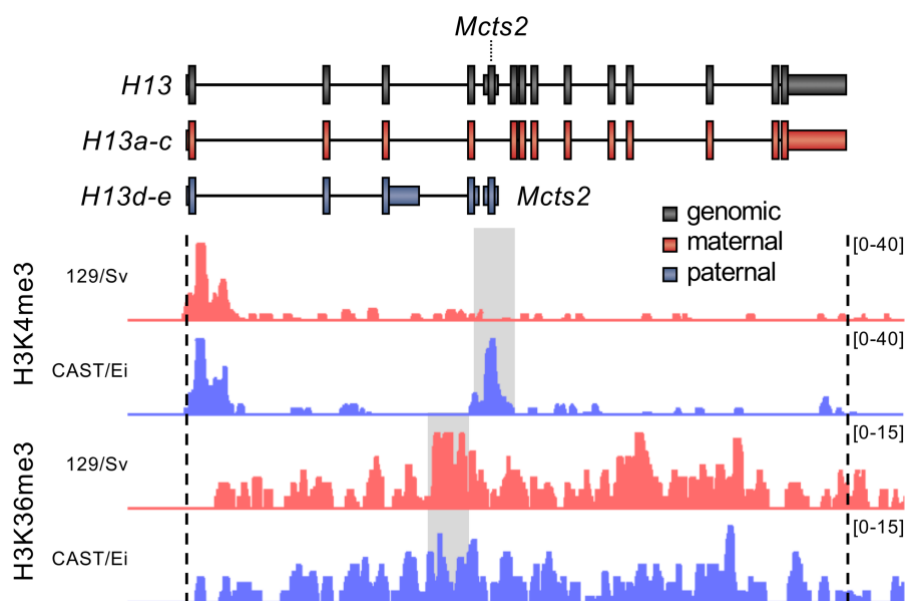 Mcts2
H13
H13a-c
H13d-e
Mcts2
genomic
maternal
paternal
H3K4me3
129/Sv
[0-40]
CAST/Ei
[0-40]
H3K36me3
129/Sv
[0-15]
CAST/Ei
[0-15]